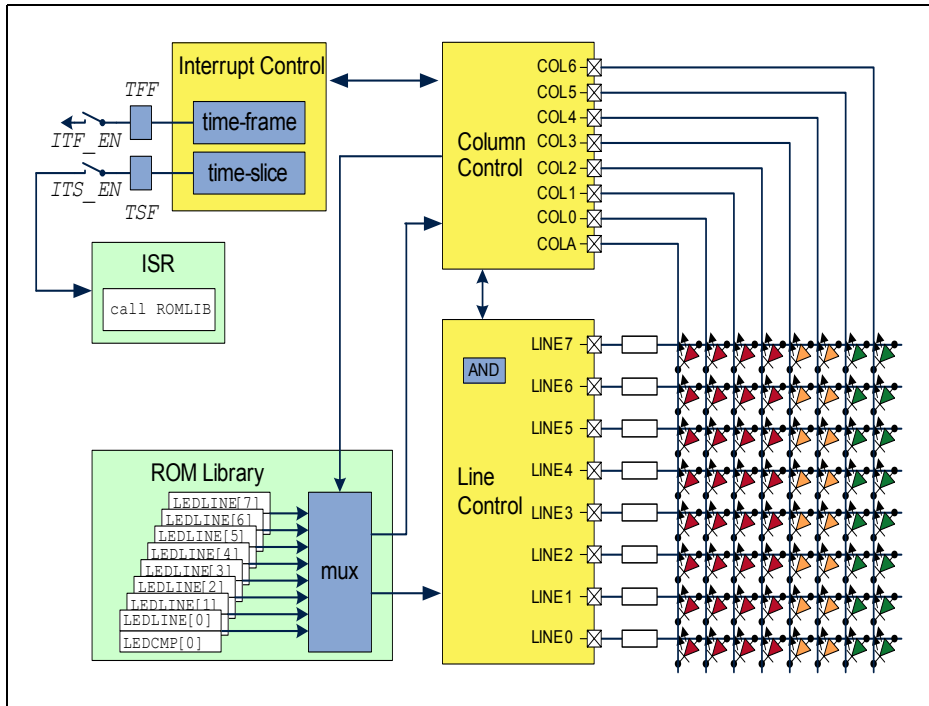 Interrupt Control
TFF
time-frame
ITF_EN
time-slice
ITS_EN
TSF
ISR
call ROMLIB
Column
Control
COL6
COL5
COL4
COL3
COL2
COL1
COL0
COLA
AND
Line
Control
LINE7
LINE6
LINE5
LINE4
LINE3
LINE2
LINE1
LINE0
ROM Library
LEDLINE[7]
LEDLINE[6]
LEDLINE[5]
LEDLINE[4]
LEDLINE[3]
LEDLINE[2]
LEDLINE[1]
LEDLINE[0]
LEDCMP[0]
mux